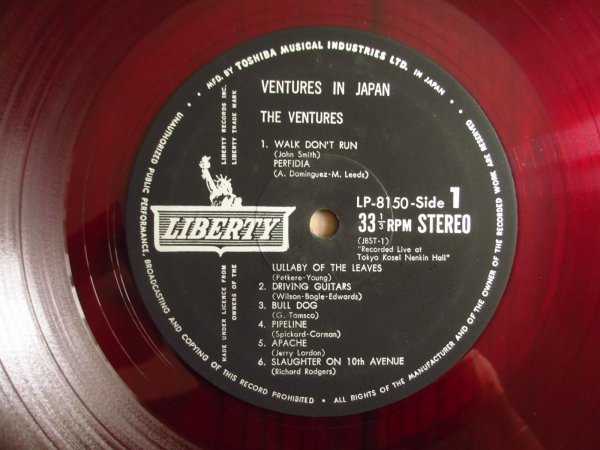 MFD. BY TOSHIBA MUSICAL INDUSTRIES LTD. IN JAPAN
UNAUTHORIZED PUBLIC PERFORMANCE, BROADCASTING AND COPYING OF THIS RECORD PROHIBITED • ALL RIGHTS OF THE MANUFACTURER AND OF THE OWNER OF THE RECORDED WORK ARE RESERVED
LIBERTY RECORDS INC.
LIBERTY TRADE MARK
MADE UNDER LICENCE FROM
OWNERS OF THE
LIBERTY
VENTURES IN JAPAN
THE VENTURES
1. WALK DON'T RUN
(John Smith)
PERFIDIA
(A. Dominguez-M. Leeds)
LP-8150-Side 1
33 1/3 RPM STEREO
(JBST-1)
"Recorded Live at
Tokyo Kosei Nenkin Hall"
LULLABY OF THE LEAVES
(Petkere-Young)
2. DRIVING GUITARS
(Wilson-Bogle-Edwards)
3. BULL DOG
(G. Tomsco)
4. PIPELINE
(Spickard-Corman)
5. APACHE
(Jerry Lordan)
6. SLAUGHTER ON 10th AVENUE
(Richard Rodgers)